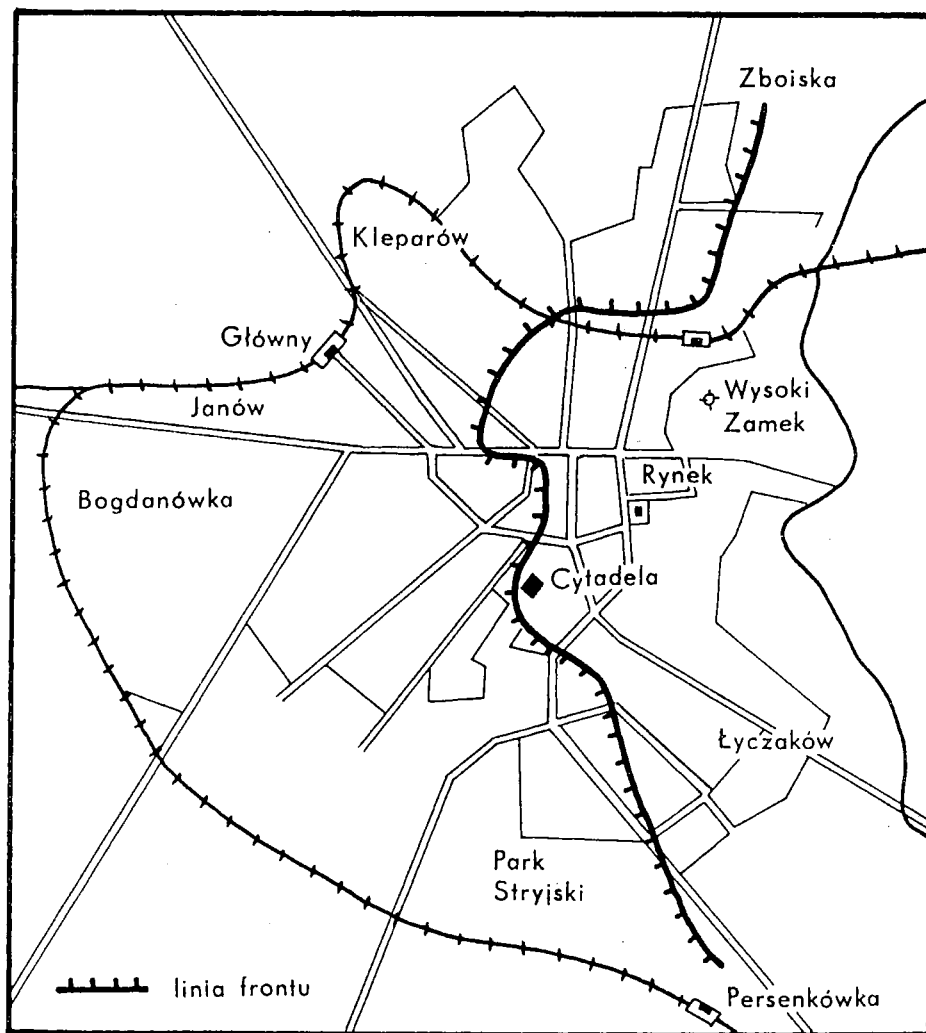 Zboiska
Kleparów
Główny
Janów
Wysoki
Zamek
Rynek
Bogdanówka
Cytadela
Łyczaków
Park
Stryjski
linia frontu
Persenkówka